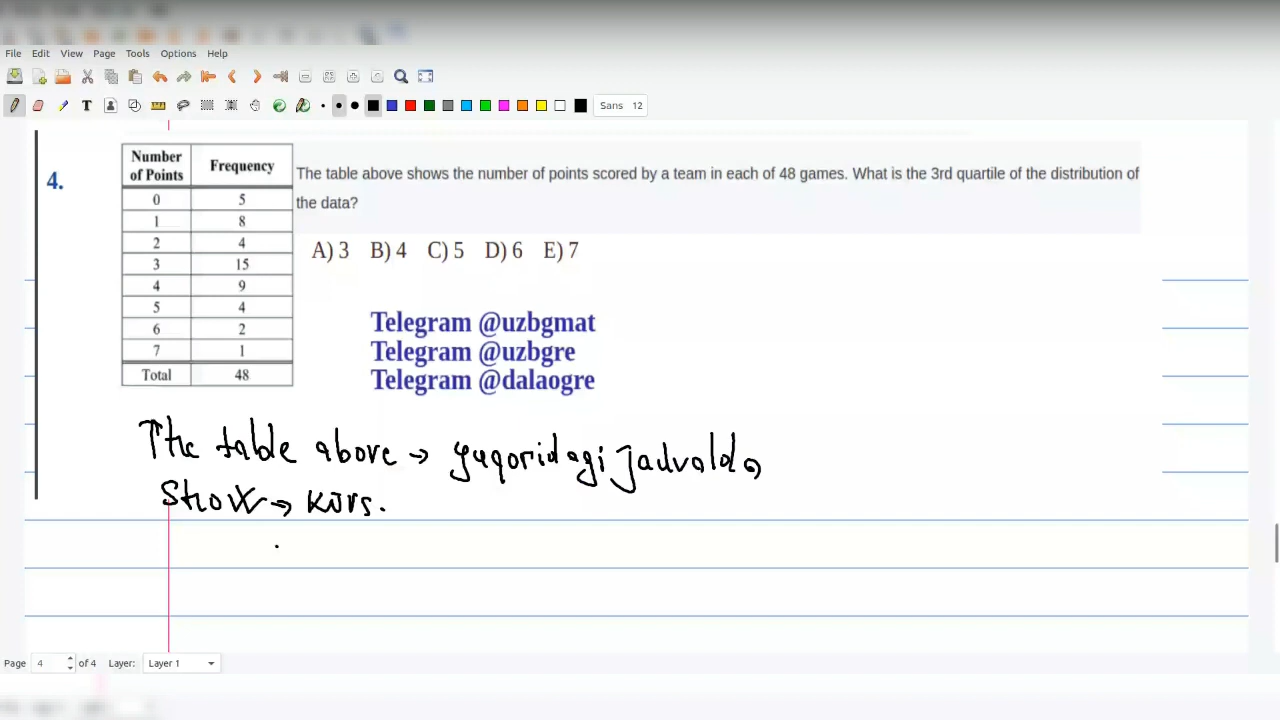 File Edit View Page Tools Options Help
Sans 12
4.
Number of Points Frequency
0 5
1 8
2 4
3 15
4 9
5 4
6 2
7 1
Total 48
The table above shows the number of points scored by a team in each of 48 games. What is the 3rd quartile of the distribution of
the data?
A) 3 B) 4 C) 5 D) 6 E) 7
Telegram @uzbgmat
Telegram @uzbgre
Telegram @dalaogre
The table above → yuqoridagi jadvalda
Show → kors.
Page 4 of 4 Layer: Layer 1